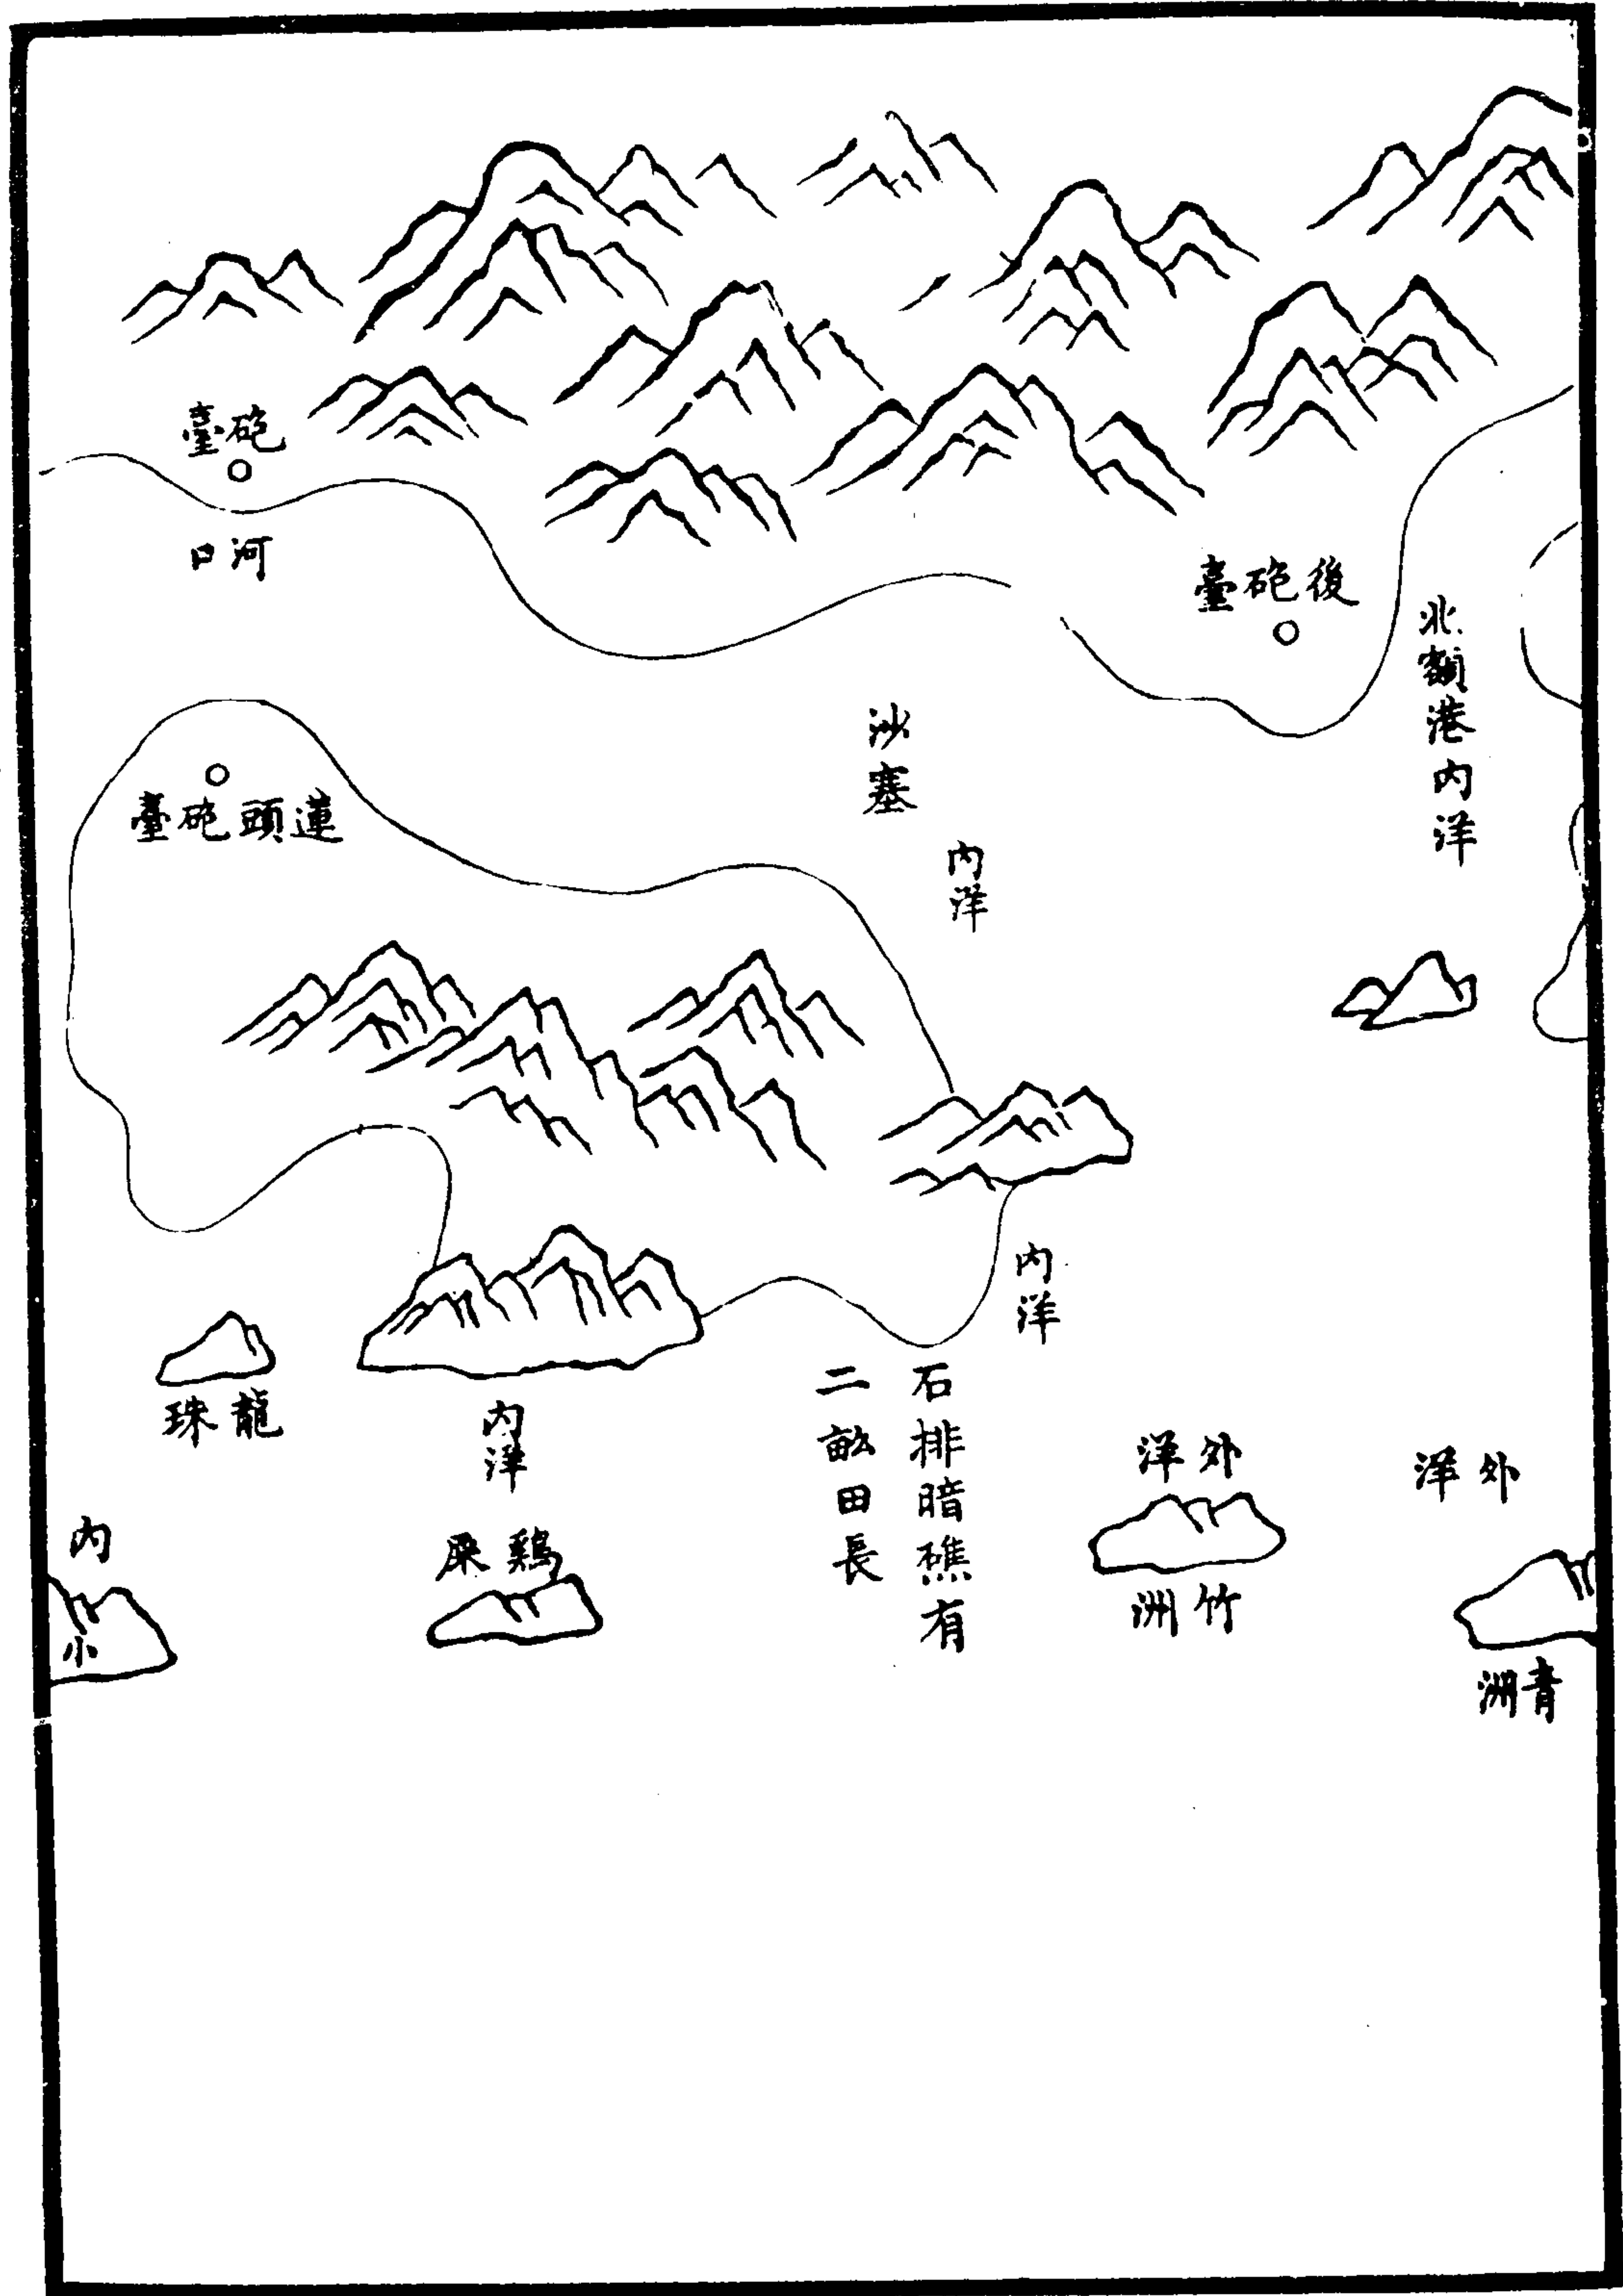 砲臺
河口
後砲臺
北額港內洋
沙塞
內洋
蓮頭砲臺
內洋
龍珠
內洋
石排暗礁有
二畝田長
外洋
竹洲
外洋
青洲
雞屎
內
小